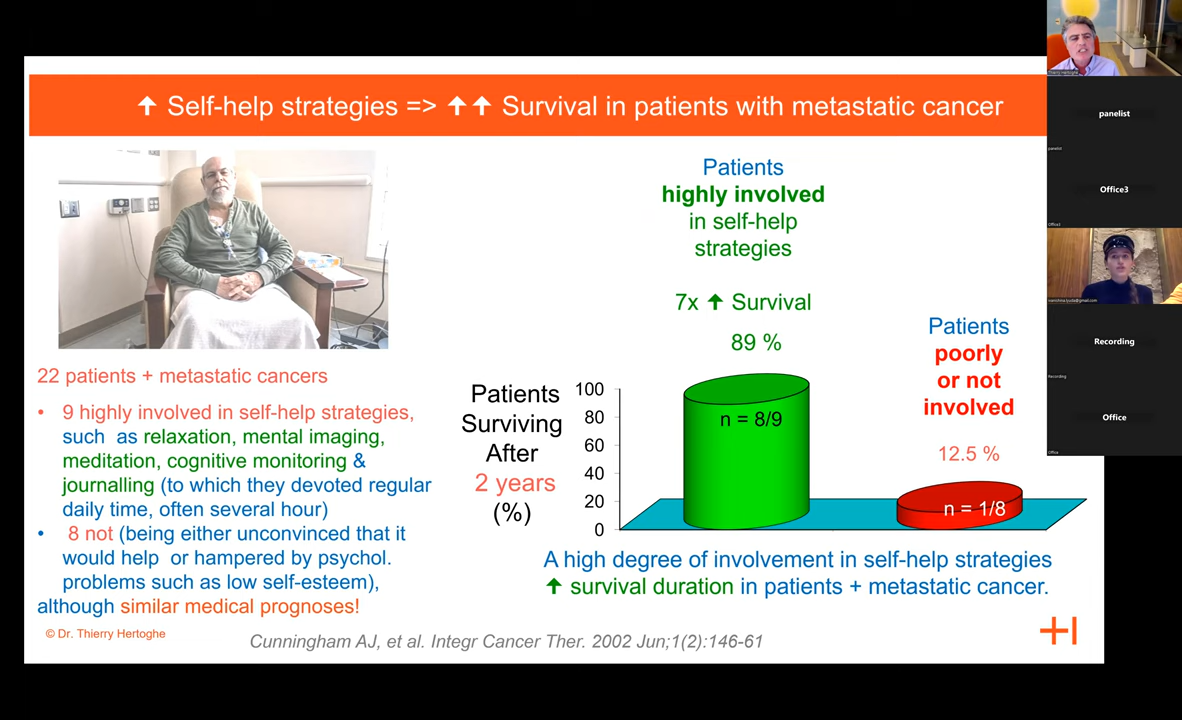 ↑ Self-help strategies => ↑↑ Survival in patients with metastatic cancer
22 patients + metastatic cancers
• 9 highly involved in self-help strategies,
such as relaxation, mental imaging,
meditation, cognitive monitoring &
journalling (to which they devoted regular
daily time, often several hour)
• 8 not (being either unconvinced that it
would help or hampered by psychol.
problems such as low self-esteem),
although similar medical prognoses!
© Dr. Thierry Hertoghe
Patients
highly involved
in self-help
strategies
7x ↑ Survival
89 %
Patients
poorly
or not
involved
12.5 %
Patients
Surviving
After
2 years
(%)
100
80
60
40
20
0
n = 8/9
n = 1/8
A high degree of involvement in self-help strategies
↑ survival duration in patients + metastatic cancer.
Cunningham AJ, et al. Integr Cancer Ther. 2002 Jun;1(2):146-61
Thierry Hertoghe
panelist
panelist
Office3
Recording
Recording
Office
Office